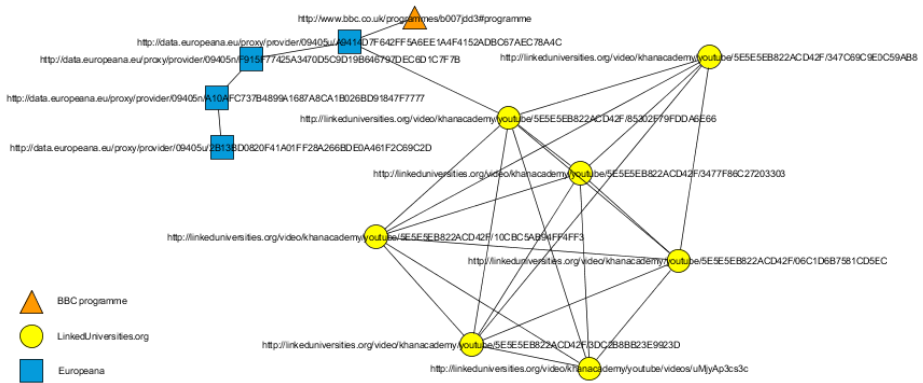 http://www.bbc.co.uk/programmes/b007jdd3#programme
http://data.europeana.eu/proxy/provider/09405u/A9414D7F642FF5A6EE1A4F4152ADBC67AEC78A4C
http://data.europeana.eu/proxy/provider/09405n/F915F77425A3470D5C9D19B646797DEC6D1C7F7B
http://linkeduniversities.org/video/khanacademy/youtube/5E5E5EB822ACD42F/347C69C9E0C59AB8
http://data.europeana.eu/proxy/provider/09405n/A10AFC737B4899A1687A8CA1B026BD91847F7777
http://linkeduniversities.org/video/khanacademy/youtube/5E5E5EB822ACD42F/85302F79FDDA6E66
http://data.europeana.eu/proxy/provider/09405u/2B13BD0820F41A01FF28A266BDE0A461F2C69C2D
http://linkeduniversities.org/video/khanacademy/youtube/5E5E5EB822ACD42F/3477F86C27203303
http://linkeduniversities.org/video/khanacademy/youtube/5E5E5EB822ACD42F/10CBC5AB94FF4FF3
http://linkeduniversities.org/video/khanacademy/youtube/5E5E5EB822ACD42F/06C1D6B7581CD5EC
BBC programme
LinkedUniversities.org
http://linkeduniversities.org/video/khanacademy/youtube/5E5E5EB822ACD42F/3DC2B8BB23E9923D
Europeana
http://linkeduniversities.org/video/khanacademy/youtube/videos/uMjyAp3cs3c